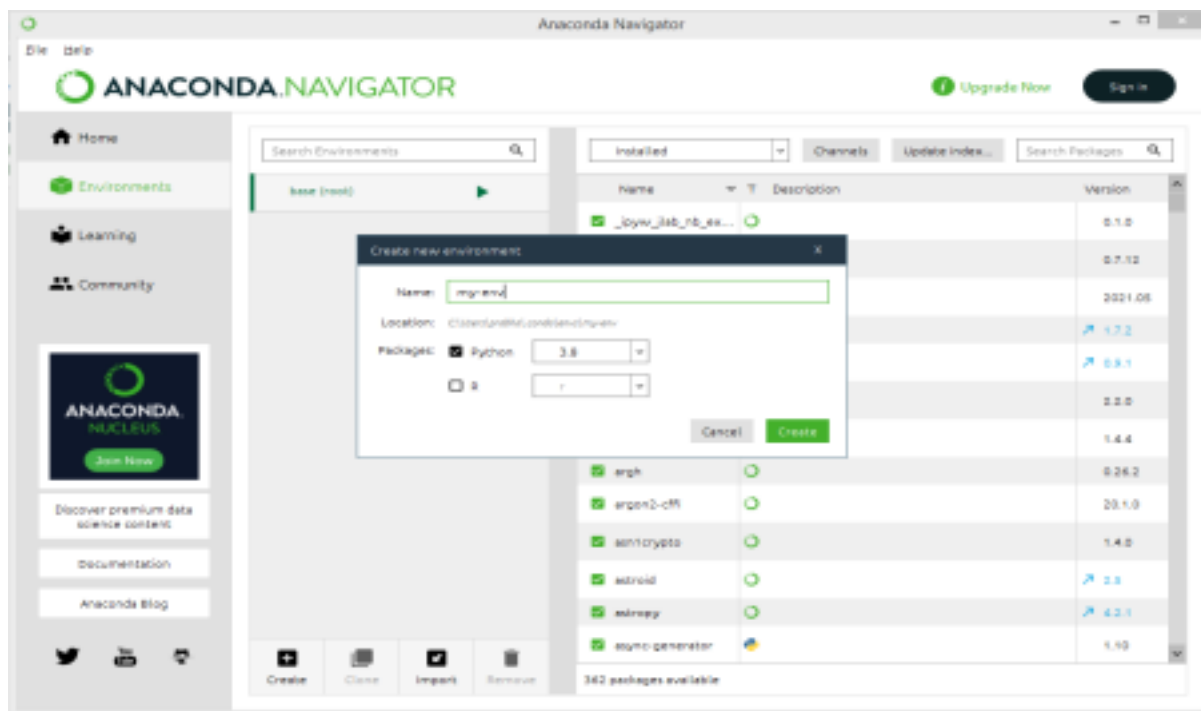 Anaconda Navigator
File Help
ANACONDA.NAVIGATOR
Upgrade Now
Sign in
Home
Environments
Learning
Community
ANACONDA.
NUCLEUS
Join Now
Discover premium data
science content
Documentation
Anaconda Blog
Search Environments
base (root)
Create
Clone
Import
Remove
Installed
Channels
Update index...
Search Packages
Name
Description
Version
_ipyw_jlab_nb_ex...
0.1.0
0.7.12
2021.05
1.7.2
2.2.0
1.4.4
argh
0.26.2
argon2-cffi
20.1.0
asn1crypto
1.4.0
astroid
astropy
4.2.1
async-generator
1.10
362 packages available
Create new environment
X
Name:
my-env
Location:
Packages:
Python
3.8
R
r
Cancel
Create